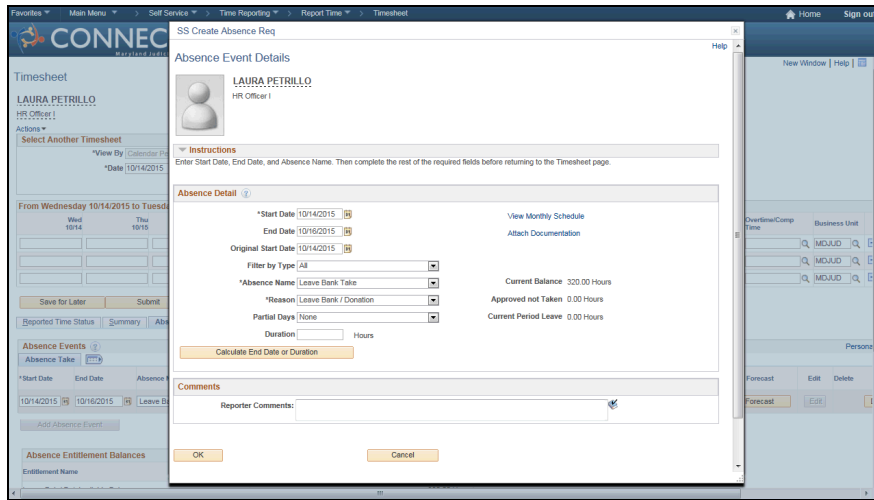 Favorites Main Menu > Self Service > Time Reporting > Report Time > Timesheet Home Sign out
CONNEC
Maryland Judic
SS Create Absence Req
Help
New Window | Help |
Absence Event Details
LAURA PETRILLO
HR Officer I
Timesheet
LAURA PETRILLO
HR Officer I
Actions
Select Another Timesheet
*View By Calendar Pe
*Date 10/14/2015
Instructions
Enter Start Date, End Date, and Absence Name. Then complete the rest of the required fields before returning to the Timesheet page.
Absence Detail
From Wednesday 10/14/2015 to Tuesda
Wed 10/14
Thu 10/15
Overtime/Comp Time
Business Unit
MDJUD
MDJUD
MDJUD
*Start Date 10/14/2015 View Monthly Schedule
End Date 10/16/2015 Attach Documentation
Original Start Date 10/14/2015
Filter by Type All
*Absence Name Leave Bank Take Current Balance 320.00 Hours
*Reason Leave Bank / Donation Approved not Taken 0.00 Hours
Partial Days None Current Period Leave 0.00 Hours
Duration Hours
Calculate End Date or Duration
Save for Later Submit
Reported Time Status Summary Abs
Absence Events Persona
Absence Take
*Start Date End Date Absence N Forecast Edit Delete
10/14/2015 10/16/2015 Leave Ba Forecast Edit
Add Absence Event
Comments
Reporter Comments:
OK Cancel
Absence Entitlement Balances
Entitlement Name